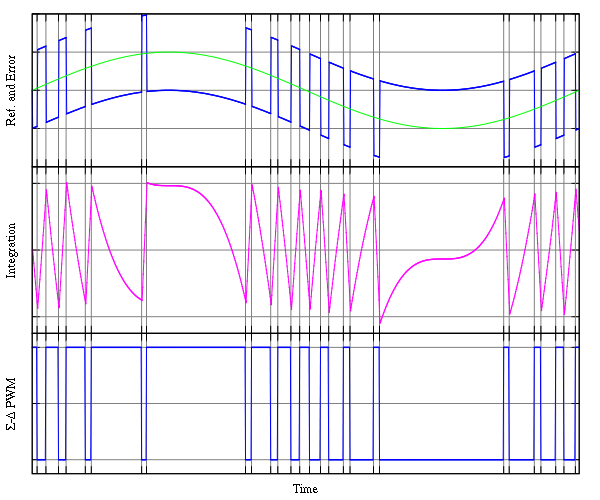 Ref. and Error
Integration
Σ-Δ PWM
Time